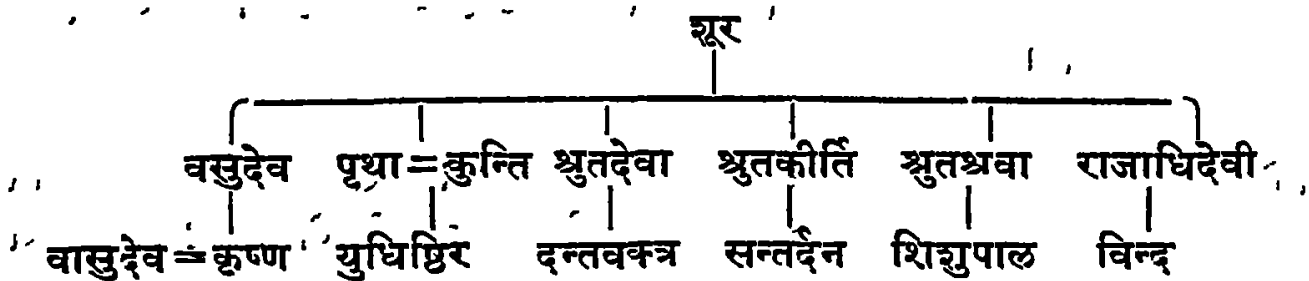 शूर
वसुदेव पृथा=कुन्ति श्रुतदेवा श्रुतकीर्ति श्रुतश्रवा राजाधिदेवी
वासुदेव=कृष्ण युधिष्ठिर दन्तवक्त्र सन्तर्दन शिशुपाल विन्द